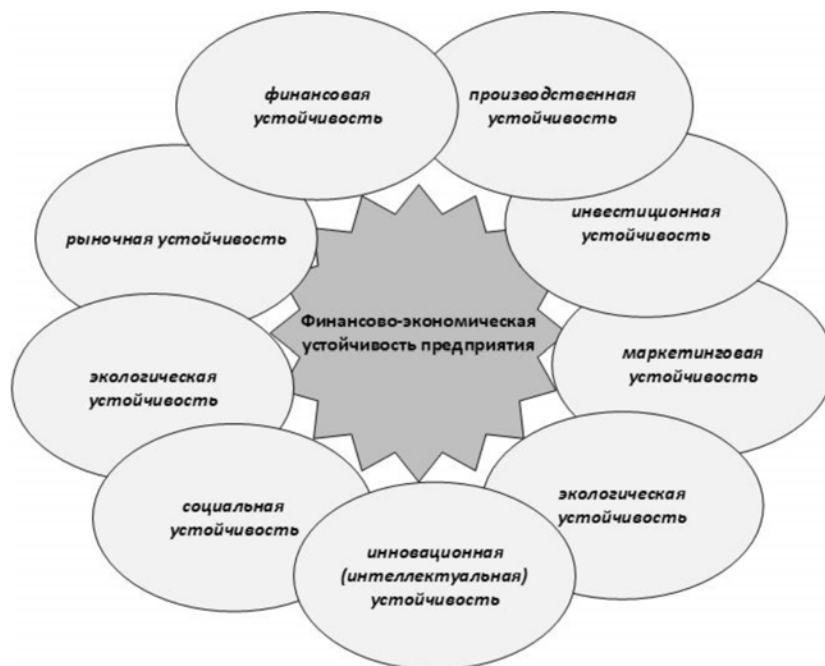 финансовая
устойчивость
производственная
устойчивость
рыночная устойчивость
инвестиционная
устойчивость
Финансово-экономическая
устойчивость предприятия
экологическая
устойчивость
маркетинговая
устойчивость
социальная
устойчивость
экологическая
устойчивость
инновационная
(интеллектуальная)
устойчивость